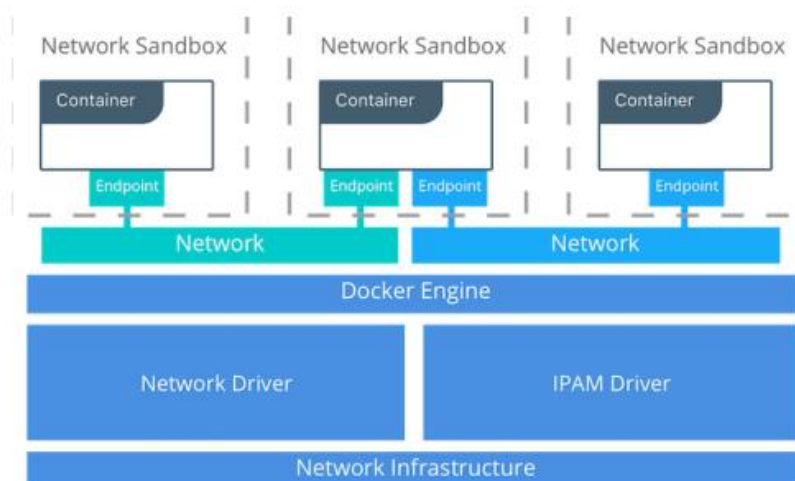 Network Sandbox Network Sandbox Network Sandbox
Container Container Container
Endpoint Endpoint Endpoint Endpoint
Network Network
Docker Engine
Network Driver IPAM Driver
Network Infrastructure